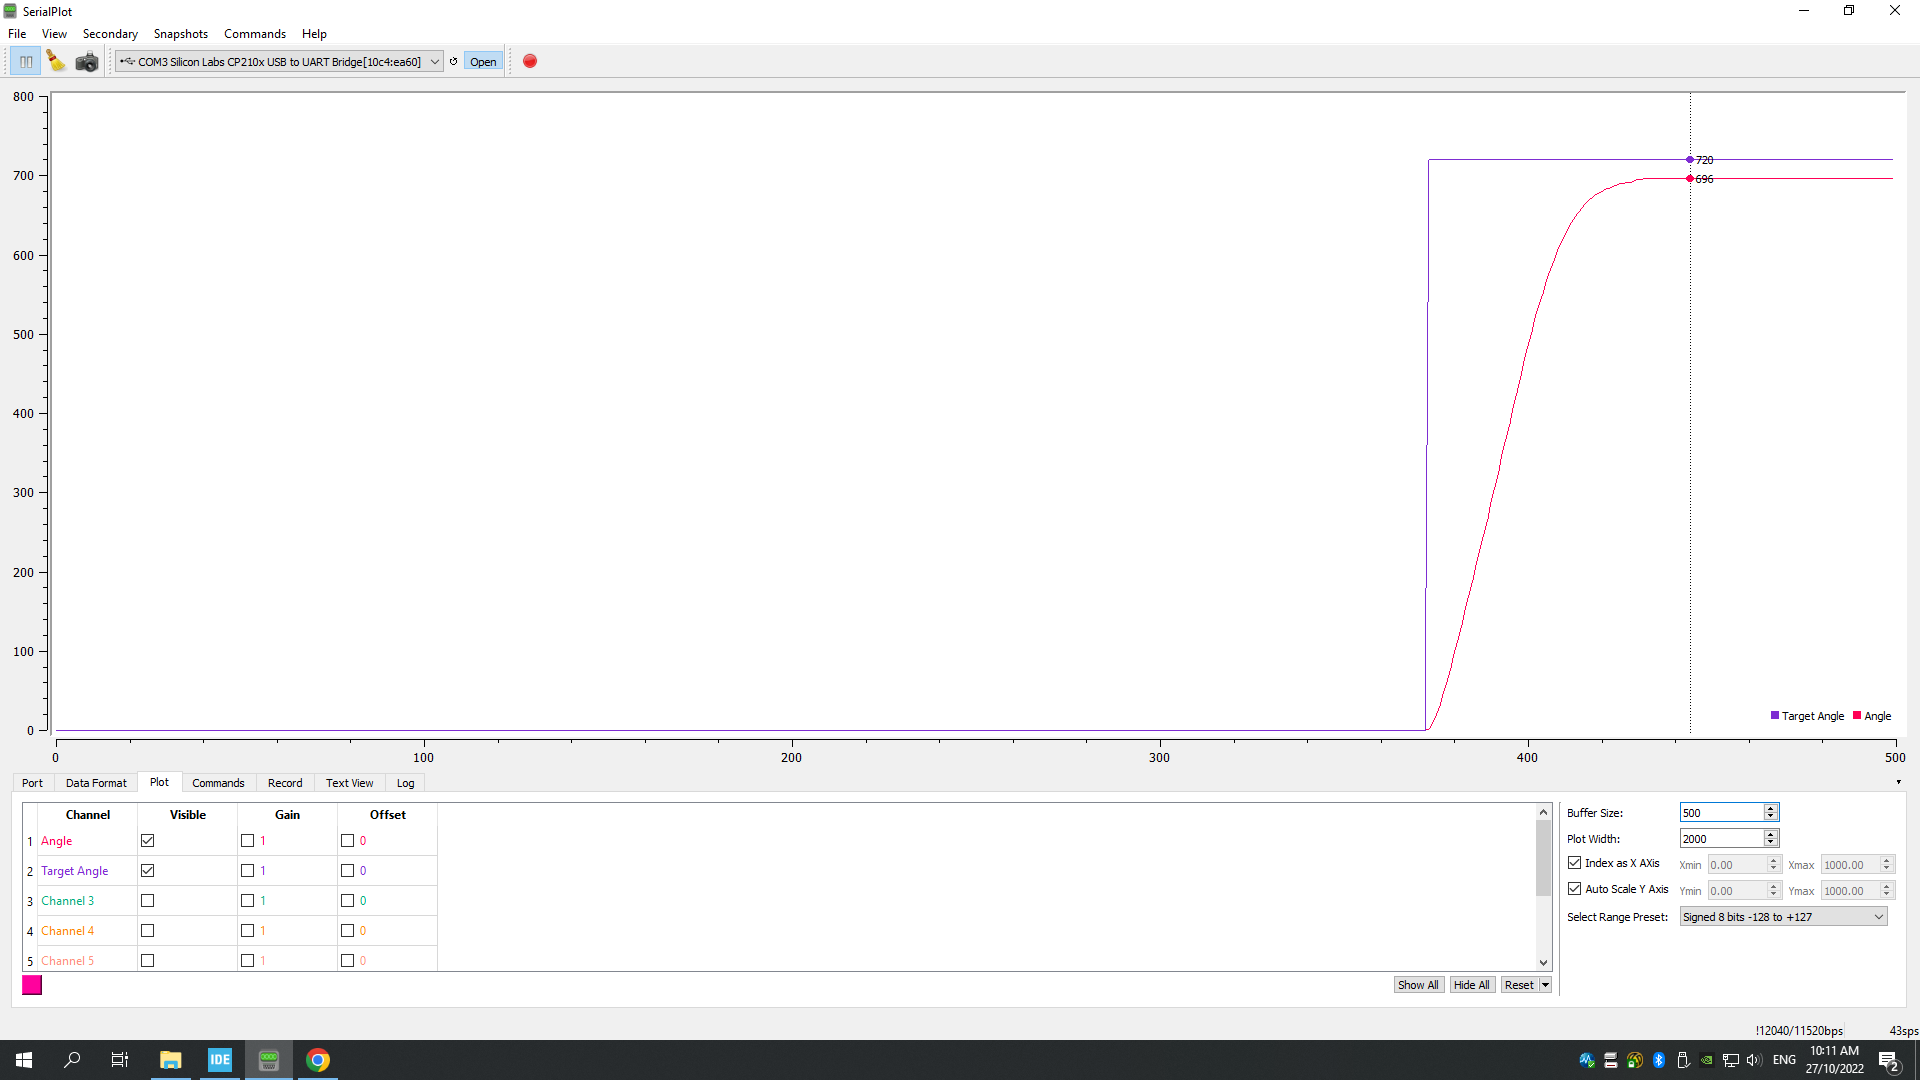 SerialPlot
File View Secondary Snapshots Commands Help
COM3 Silicon Labs CP210x USB to UART Bridge[10c4:ea60] Open
800
700
600
500
400
300
200
100
0
720
696
Target Angle Angle
0 100 200 300 400 500
Port Data Format Plot Commands Record Text View Log
Channel Visible Gain Offset
1 Angle 1 0
2 Target Angle 1 0
3 Channel 3 1 0
4 Channel 4 1 0
5 Channel 5 1 0
Show All Hide All Reset
Buffer Size: 500
Plot Width: 2000
Index as X AXis Xmin 0.00 Xmax 1000.00
Auto Scale Y Axis Ymin 0.00 Ymax 1000.00
Select Range Preset: Signed 8 bits -128 to +127
!12040/11520bps 43sps
IDE
ENG
10:11 AM
27/10/2022
2